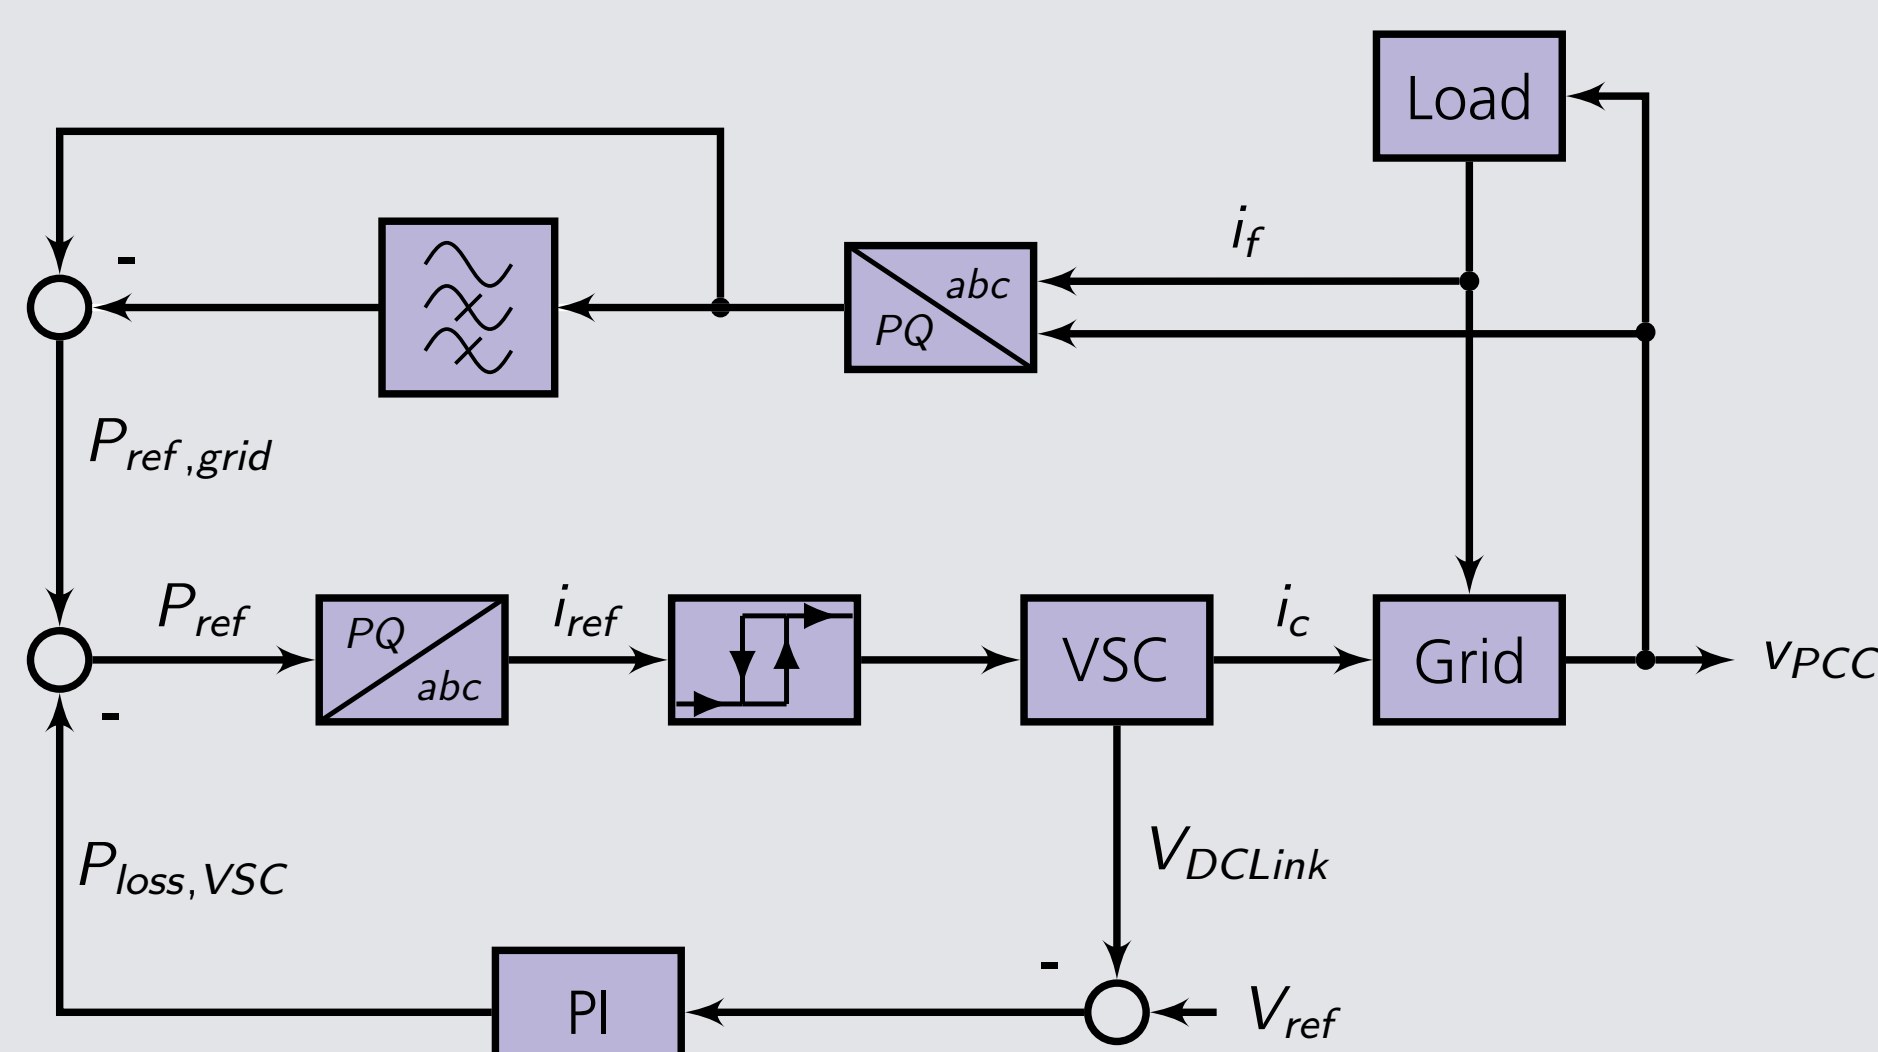 Load
i_f
-
abc
PQ
P_ref,grid
P_ref
PQ
abc
i_ref
VSC
i_c
Grid
v_PCC
-
P_loss,VSC
V_DCLink
-
PI
V_ref